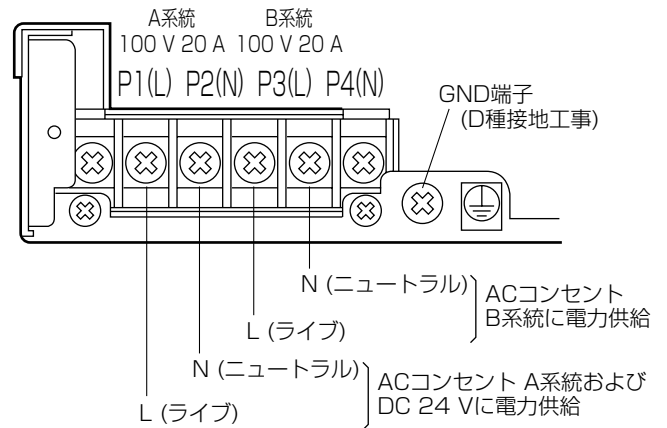 A系統 B系統
100 V 20 A 100 V 20 A
P1(L) P2(N) P3(L) P4(N)
GND端子
(D種接地工事)
N (ニュートラル)
L (ライブ)
ACコンセント
B系統に電力供給
N (ニュートラル)
L (ライブ)
ACコンセント A系統および
DC 24 Vに電力供給